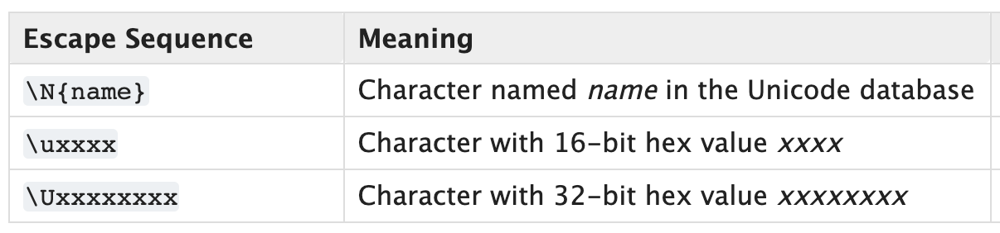 Escape Sequence Meaning
\N{name} Character named name in the Unicode database
\uxxxx Character with 16-bit hex value xxxx
\Uxxxxxxxx Character with 32-bit hex value xxxxxxxx